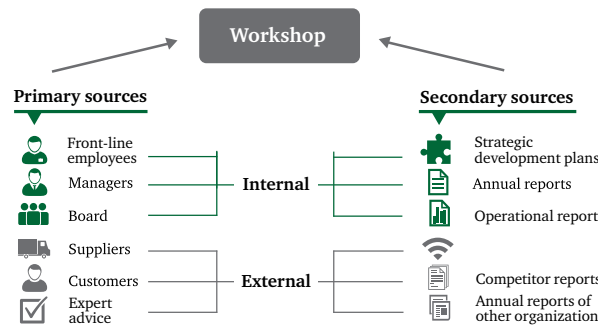 Workshop
Primary sources
Secondary sources
Front-line
employees
Managers
Board
Suppliers
Customers
Expert
advice
Internal
External
Strategic
development plans
Annual reports
Operational report
Competitor reports
Annual reports of
other organization